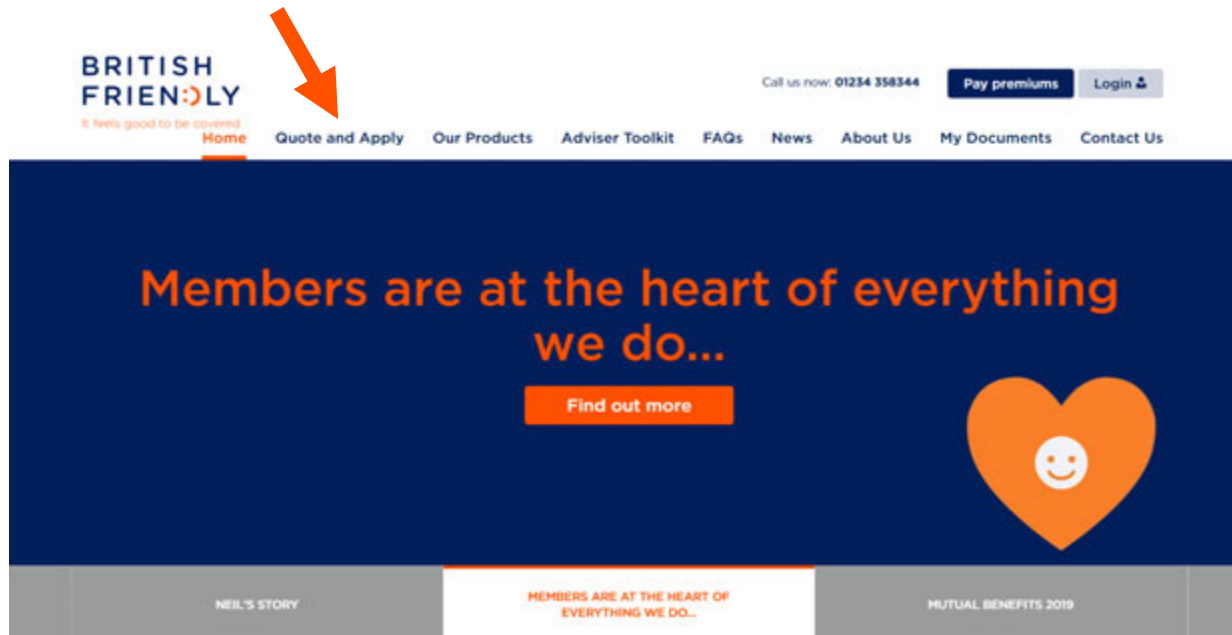 BRITISH
FRIEN:)LY
It feels good to be covered
Call us now: 01234 358344
Pay premiums
Login
Home
Quote and Apply
Our Products
Adviser Toolkit
FAQs
News
About Us
My Documents
Contact Us
Members are at the heart of everything
we do...
Find out more
NEIL'S STORY
MEMBERS ARE AT THE HEART OF
EVERYTHING WE DO...
MUTUAL BENEFITS 2019